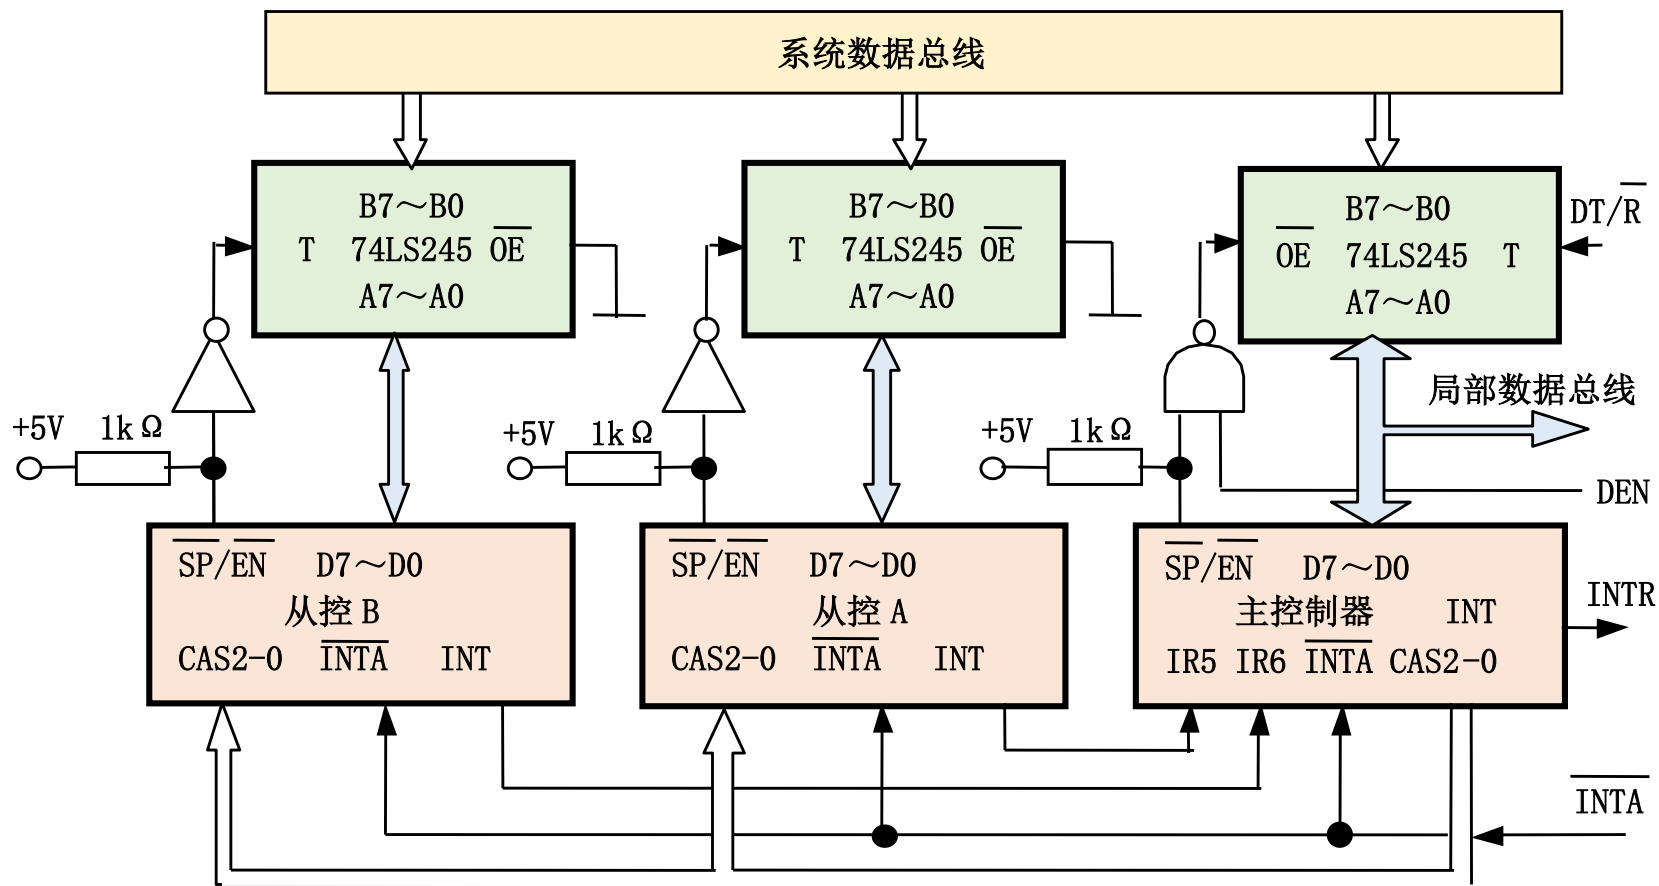 系统数据总线
B7～B0
T 74LS245 OE
A7～A0
B7～B0
T 74LS245 OE
A7～A0
B7～B0
OE 74LS245 T
A7～A0
DT/R
局部数据总线
+5V 1kΩ
+5V 1kΩ
+5V 1kΩ
DEN
SP/EN D7～D0
从控 B
CAS2-0 INTA INT
SP/EN D7～D0
从控 A
CAS2-0 INTA INT
SP/EN D7～D0
主控制器 INT
IR5 IR6 INTA CAS2-0
INTR
INTA